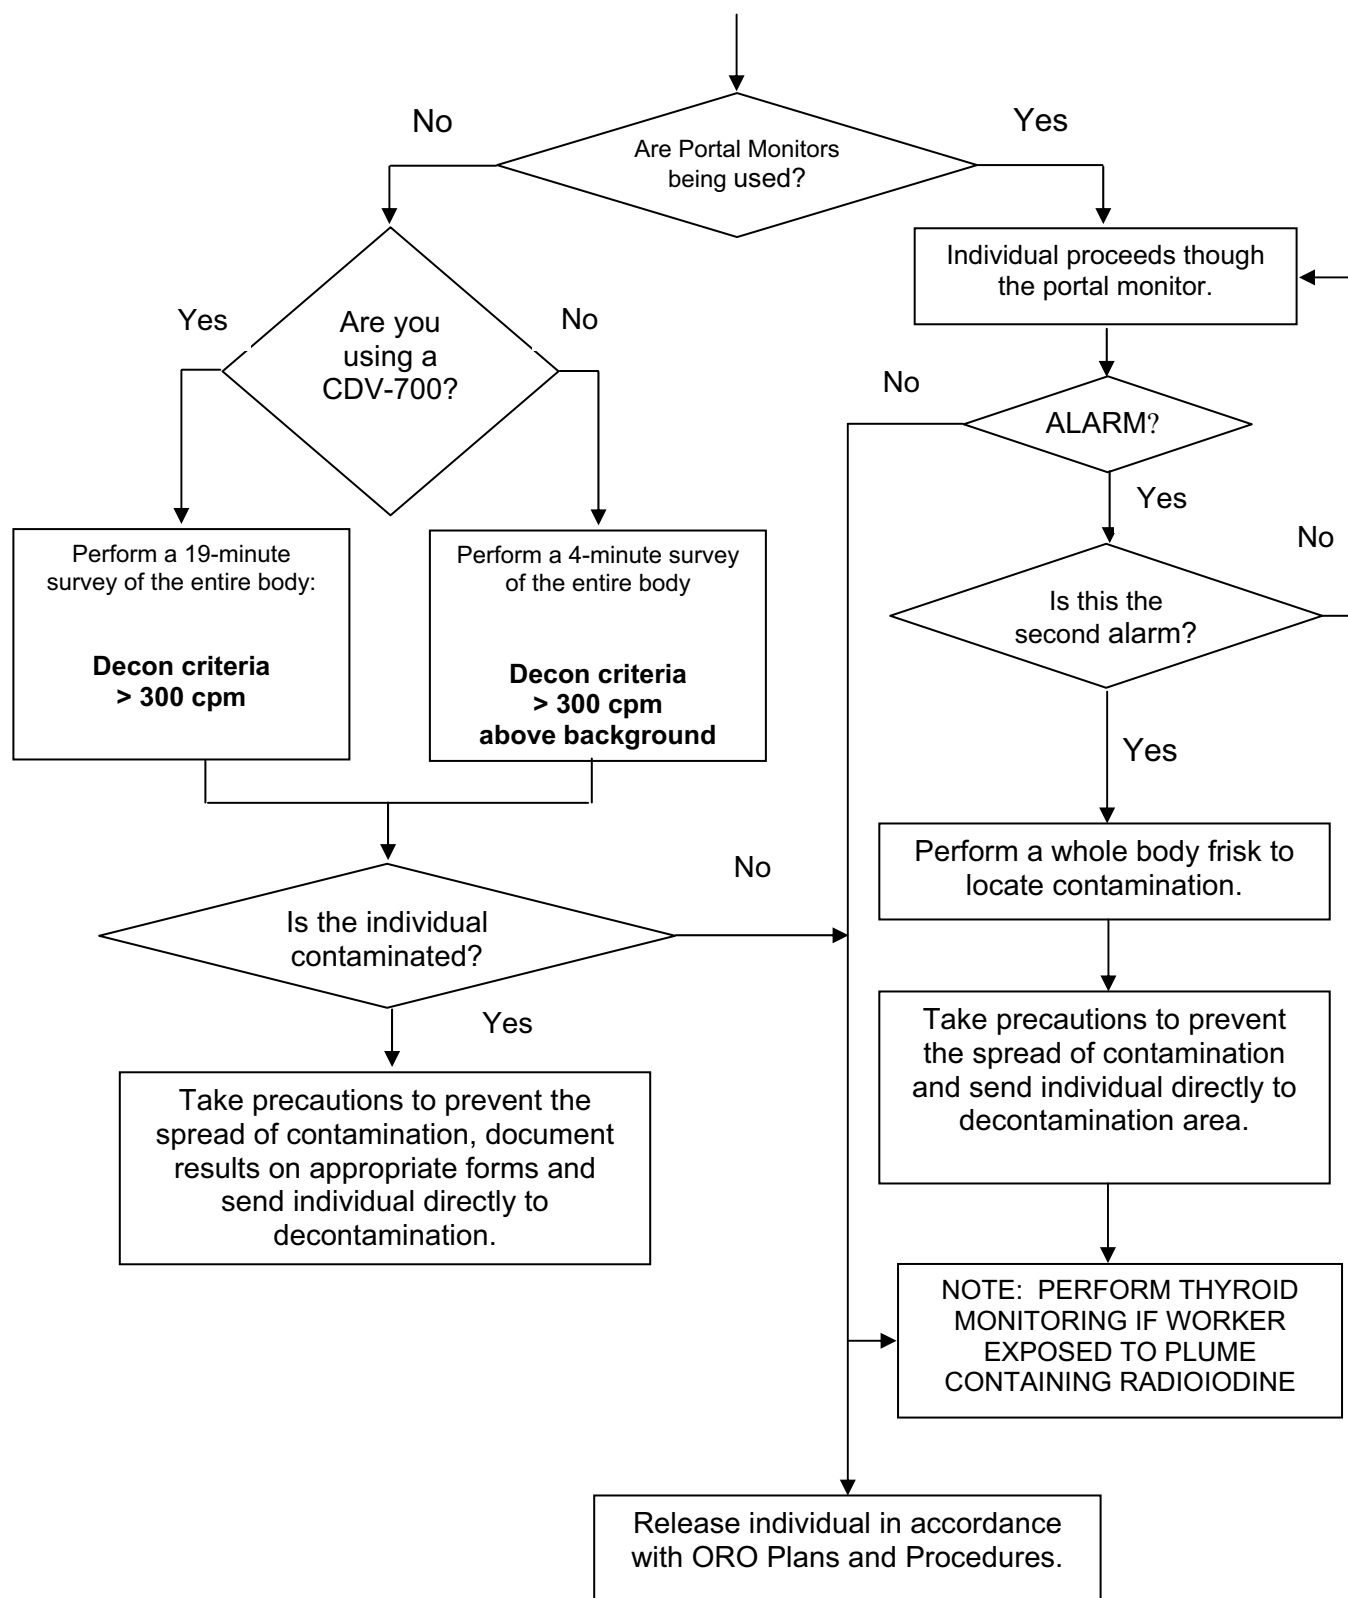 No
Yes
Are Portal Monitors
being used?
Individual proceeds though
the portal monitor.
Yes
No
Are you
using a
CDV-700?
No
ALARM?
Yes
No
Perform a 19-minute
survey of the entire body:
Decon criteria
> 300 cpm
Perform a 4-minute survey
of the entire body
Decon criteria
> 300 cpm
above background
Is this the
second alarm?
Yes
Perform a whole body frisk to
locate contamination.
No
Is the individual
contaminated?
Yes
Take precautions to prevent
the spread of contamination
and send individual directly to
decontamination area.
Take precautions to prevent the
spread of contamination, document
results on appropriate forms and
send individual directly to
decontamination.
NOTE: PERFORM THYROID
MONITORING IF WORKER
EXPOSED TO PLUME
CONTAINING RADIOIODINE
Release individual in accordance
with ORO Plans and Procedures.